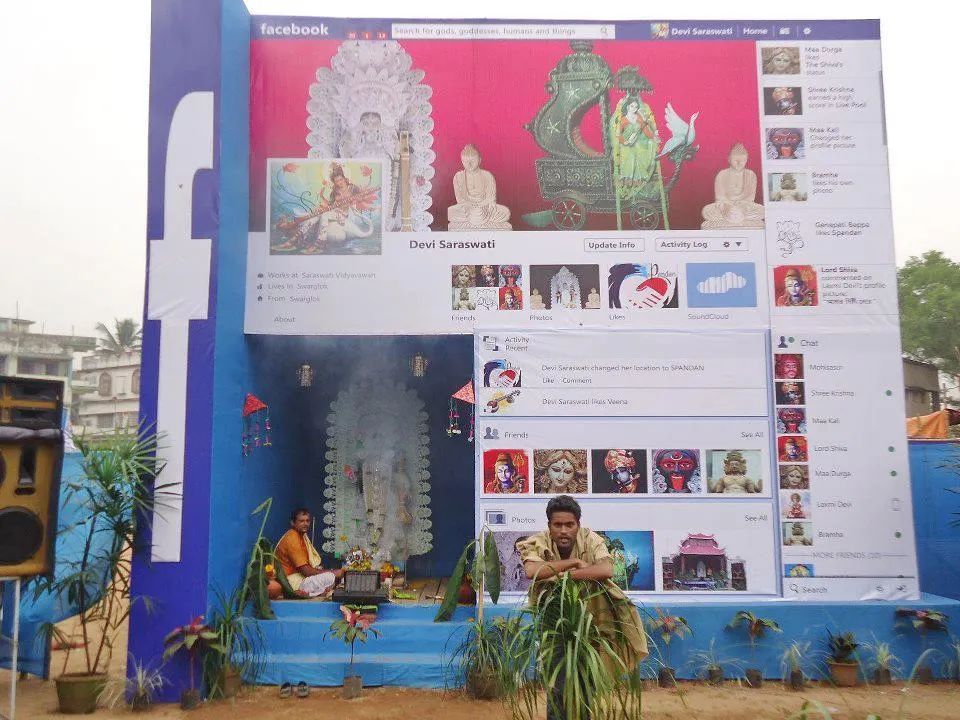 facebook
Search for gods, goddesses, humans and things
Devi Saraswati
Home
f
Devi Saraswati
Update Info
Activity Log
Works at Saraswati Vidyavawan
Lives in Swarglok
From Swarglok
About
Friends
Photos
Likes
SoundCloud
Activity
Recent
Devi Saraswati changed her location to SPANDAN
Like Comment
Devi Saraswati likes Veena
Friends
See All
Photos
See All
Maa Durga
likes
The Shiva's
status
Shree Krishna
earned a high
score in Live Pool
Maa Kali
Changed her
profile picture
Bramha
likes his own
photo
Ganapati Bappa
likes Spandan
Lord Shiva
commented on
Laxmi Devi's profile
picture:
Chat
Mohisasur
Shree Krishna
Maa Kali
Lord Shiva
Maa Durga
Laxmi Devi
Bramha
MORE FRIENDS (10)
Search